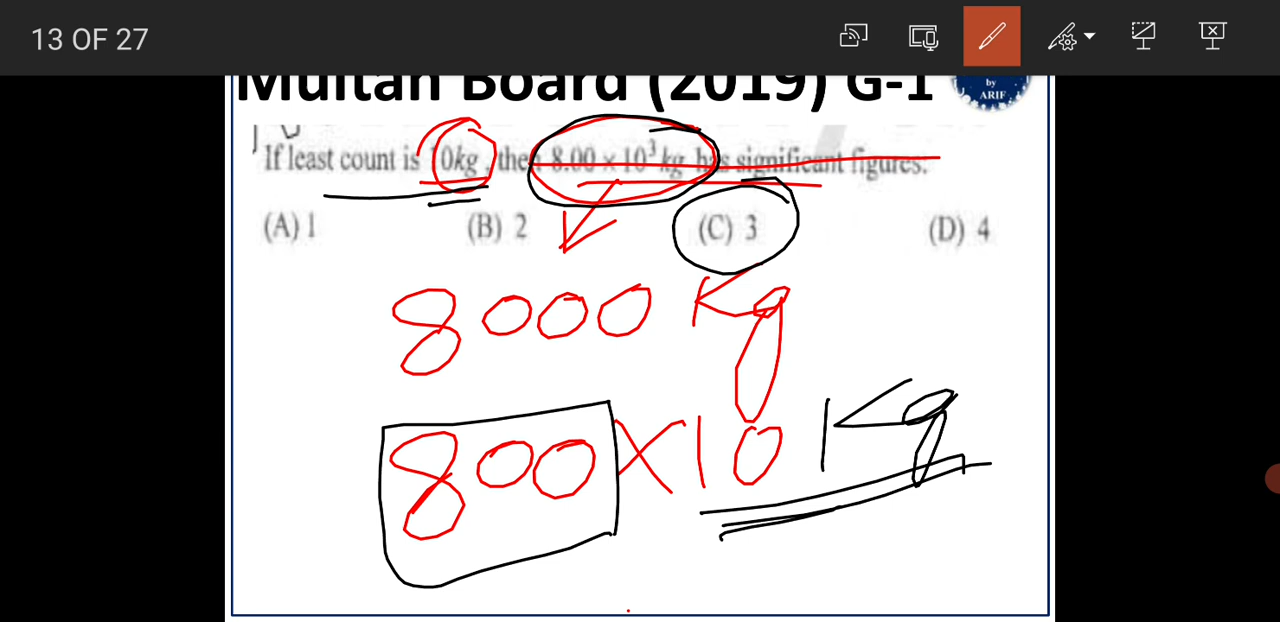 13 OF 27
Multan Board (2019) G-1
by
ARIF
If least count is 10kg, then 8.00 × 10³ kg has significant figures.
(A) 1 (B) 2 (C) 3 (D) 4
8000 Kg
800 × 10 Kg